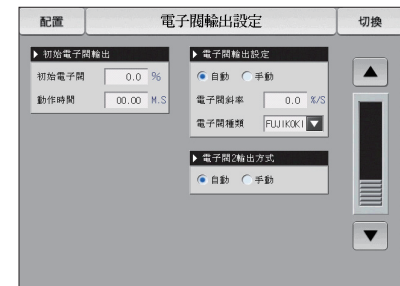 配置 電子閥輸出設定 切換
▶ 初始電子閥輸出
初始電子閥 0.0 %
動作時間 00.00 M.S
▶ 電子閥輸出設定
自動 手動
電子閥斜率 0.0 %/S
電子閥種類 FUJIKOKI
▶ 電子閥2輸出方式
自動 手動